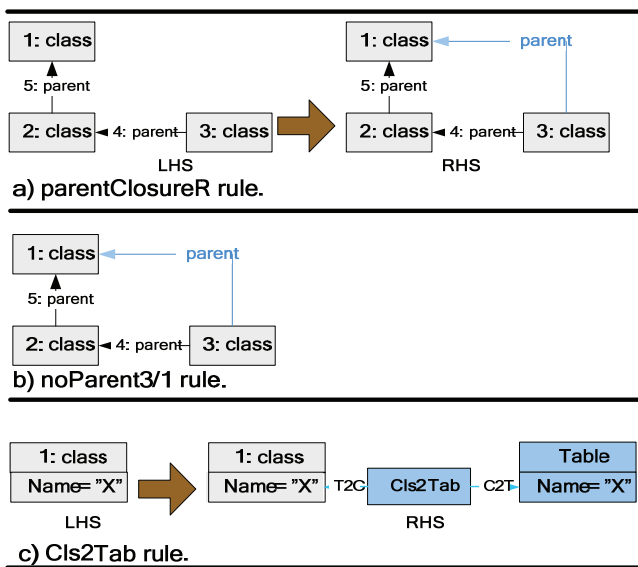 1: class
parent
1: class
5: parent
5: parent
2: class
4: parent
3: class
2: class
4: parent
3: class
LHS
RHS
a) parentClosureR rule.
1: class
parent
5: parent
2: class
4: parent
3: class
b) noParent3/1 rule.
1: class
1: class
Table
Name= "X"
Name= "X"
T2C
Cls2Tab
C2T
Name= "X"
LHS
RHS
c) Cls2Tab rule.